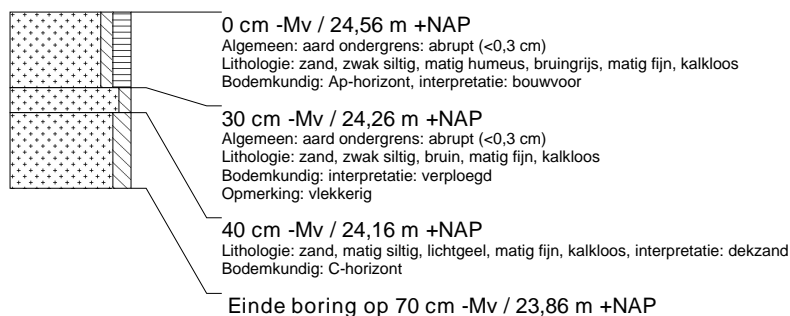 0 cm -Mv / 24,56 m +NAP
Algemeen: aard ondergrens: abrupt (<0,3 cm)
Lithologie: zand, zwak siltig, matig humeus, bruingrijs, matig fijn, kalkloos
Bodemkundig: Ap-horizont, interpretatie: bouwvoor
30 cm -Mv / 24,26 m +NAP
Algemeen: aard ondergrens: abrupt (<0,3 cm)
Lithologie: zand, zwak siltig, bruin, matig fijn, kalkloos
Bodemkundig: interpretatie: verploegd
Opmerking: vlekkerig
40 cm -Mv / 24,16 m +NAP
Lithologie: zand, matig siltig, lichtgeel, matig fijn, kalkloos, interpretatie: dekzand
Bodemkundig: C-horizont
Einde boring op 70 cm -Mv / 23,86 m +NAP